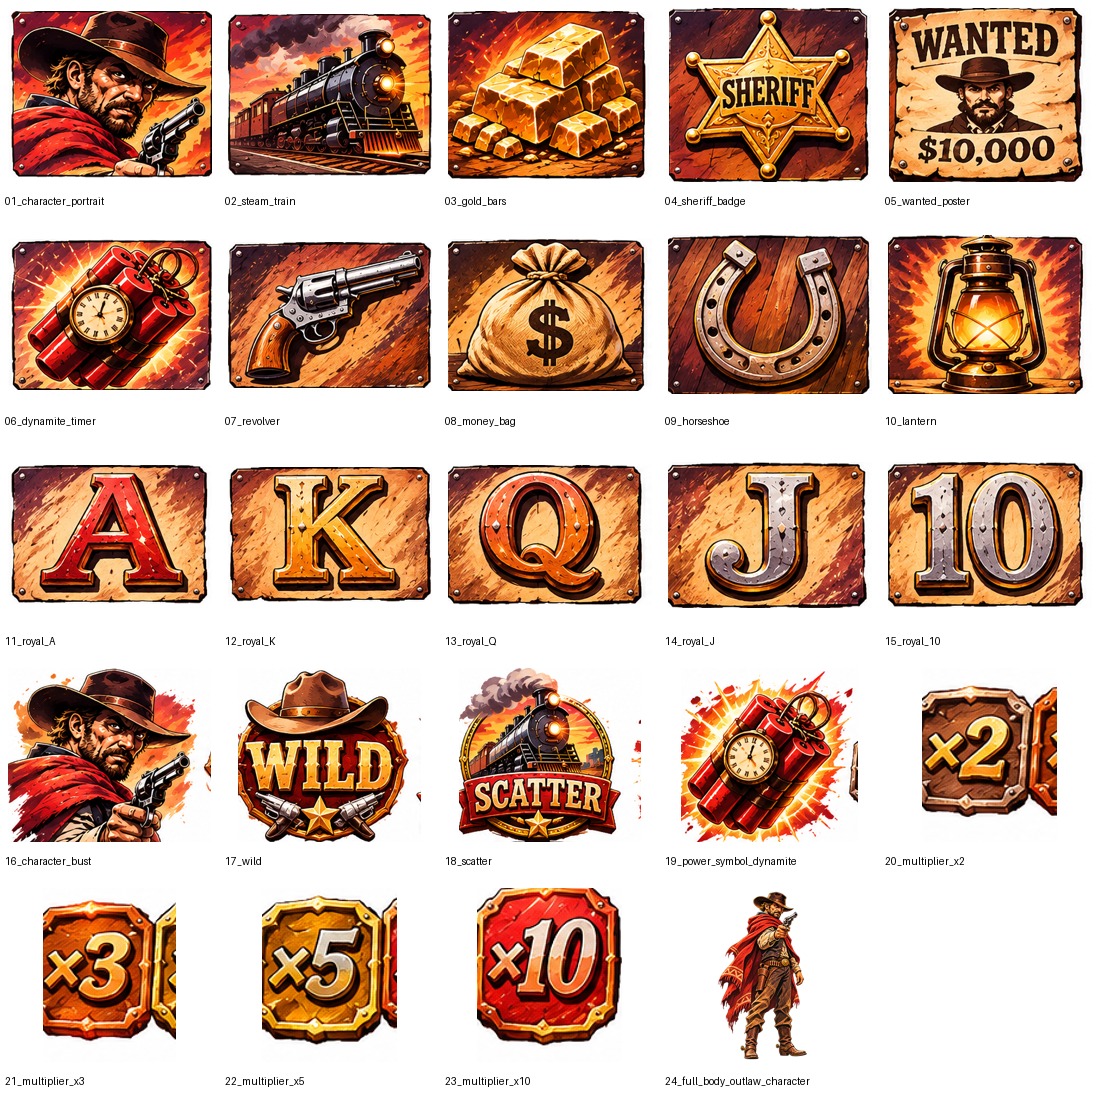 SHERIFF
WANTED
$10,000
01_character_portrait
02_steam_train
03_gold_bars
04_sheriff_badge
05_wanted_poster
$
06_dynamite_timer
07_revolver
08_money_bag
09_horseshoe
10_lantern
A
K
Q
J
10
11_royal_A
12_royal_K
13_royal_Q
14_royal_J
15_royal_10
WILD
SCATTER
×2
16_character_bust
17_wild
18_scatter
19_power_symbol_dynamite
20_multiplier_x2
×3
×5
×10
21_multiplier_x3
22_multiplier_x5
23_multiplier_x10
24_full_body_outlaw_character